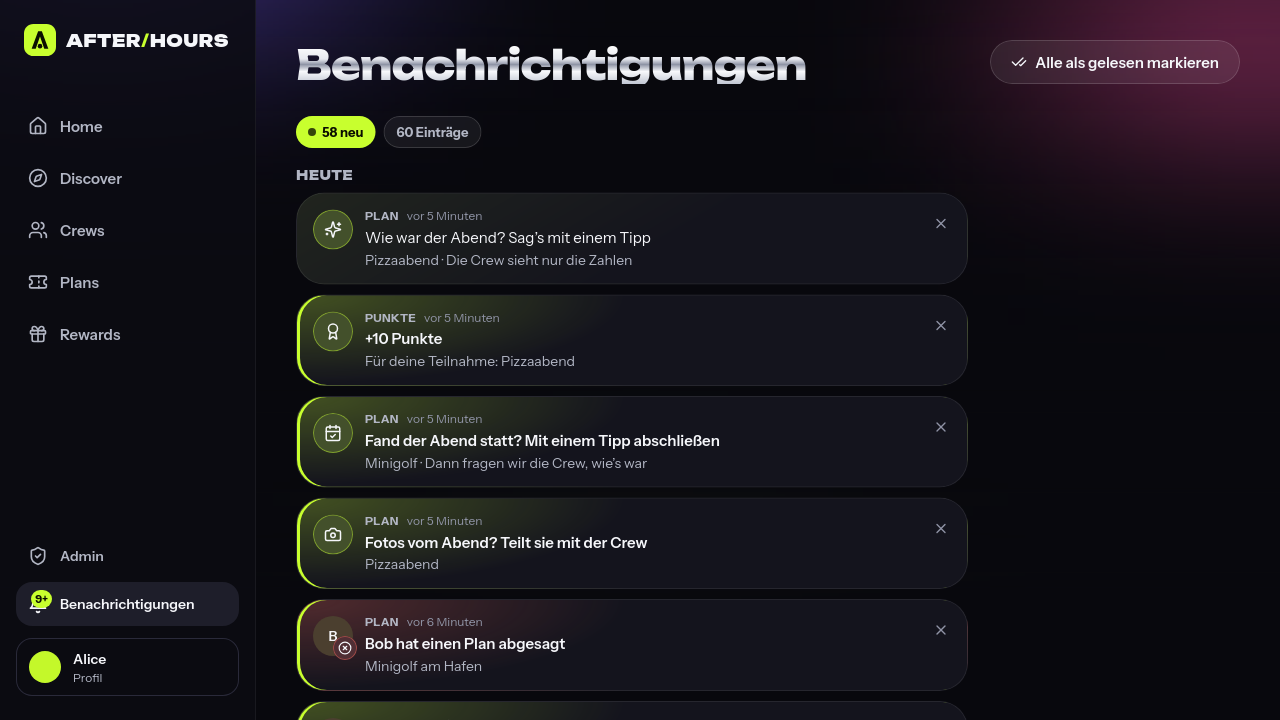 AFTER/HOURS
Home
Discover
Crews
Plans
Rewards
Admin
9+
Benachrichtigungen
Alice
Profil
Benachrichtigungen
Alle als gelesen markieren
58 neu
60 Einträge
HEUTE
PLAN vor 5 Minuten
Wie war der Abend? Sag’s mit einem Tipp
Pizzaabend · Die Crew sieht nur die Zahlen
PUNKTE vor 5 Minuten
+10 Punkte
Für deine Teilnahme: Pizzaabend
PLAN vor 5 Minuten
Fand der Abend statt? Mit einem Tipp abschließen
Minigolf · Dann fragen wir die Crew, wie’s war
PLAN vor 5 Minuten
Fotos vom Abend? Teilt sie mit der Crew
Pizzaabend
B
PLAN vor 6 Minuten
Bob hat einen Plan abgesagt
Minigolf am Hafen